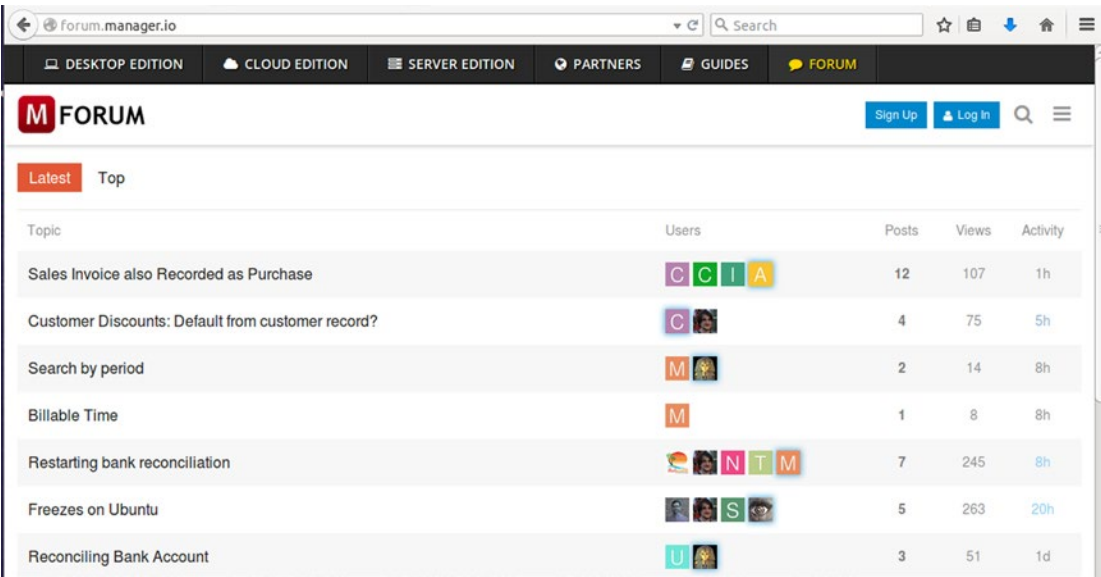 forum.manager.io Search
DESKTOP EDITION CLOUD EDITION SERVER EDITION PARTNERS GUIDES FORUM
M FORUM Sign Up Log In
Latest Top
Topic Users Posts Views Activity
Sales Invoice also Recorded as Purchase C C I A 12 107 1h
Customer Discounts: Default from customer record? C 4 75 5h
Search by period M 2 14 8h
Billable Time M 1 8 8h
Restarting bank reconciliation N T M 7 245 8h
Freezes on Ubuntu S 5 263 20h
Reconciling Bank Account U 3 51 1d